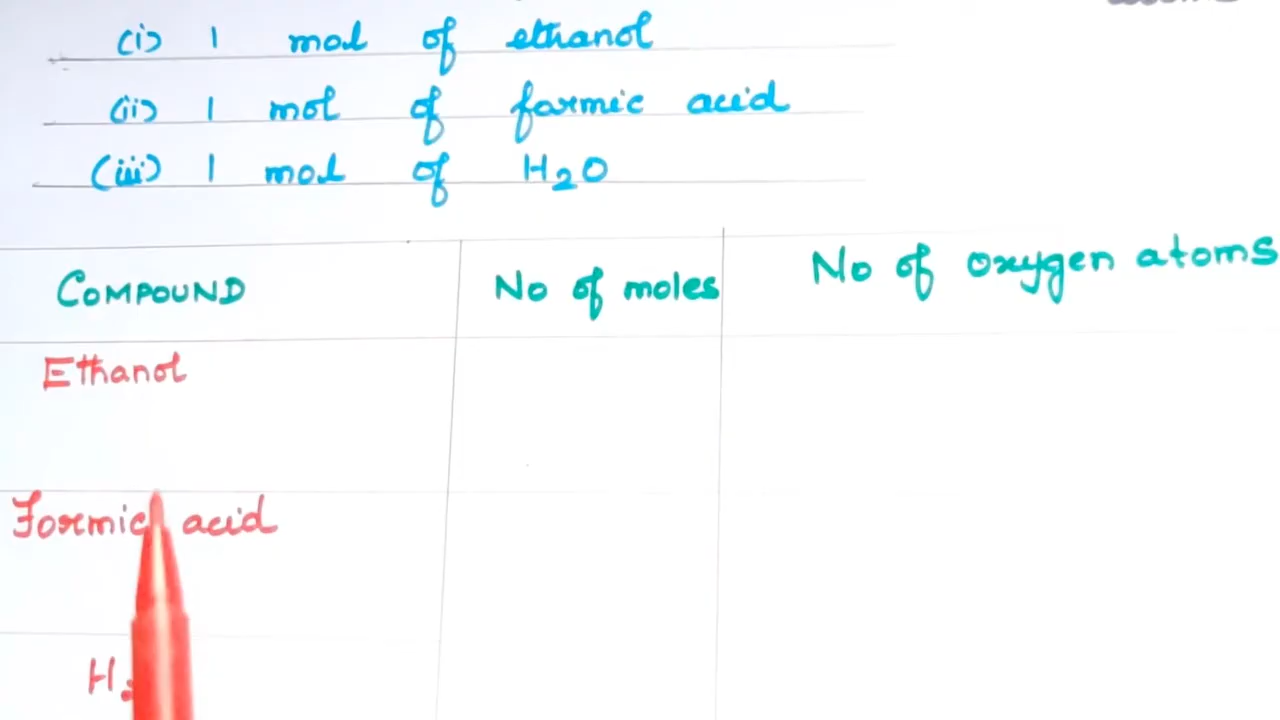 (i) 1 mol of ethanol
(ii) 1 mol of formic acid
(iii) 1 mol of H2O
COMPOUND No of moles No of oxygen atoms
Ethanol
Formic acid